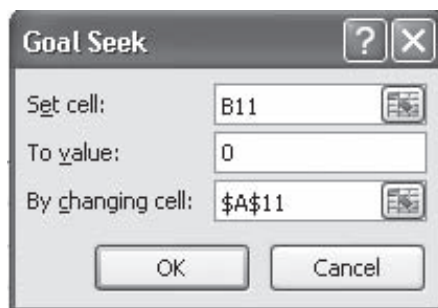 Goal Seek ? X
Set cell: B11
To value: 0
By changing cell: $A$11
OK Cancel